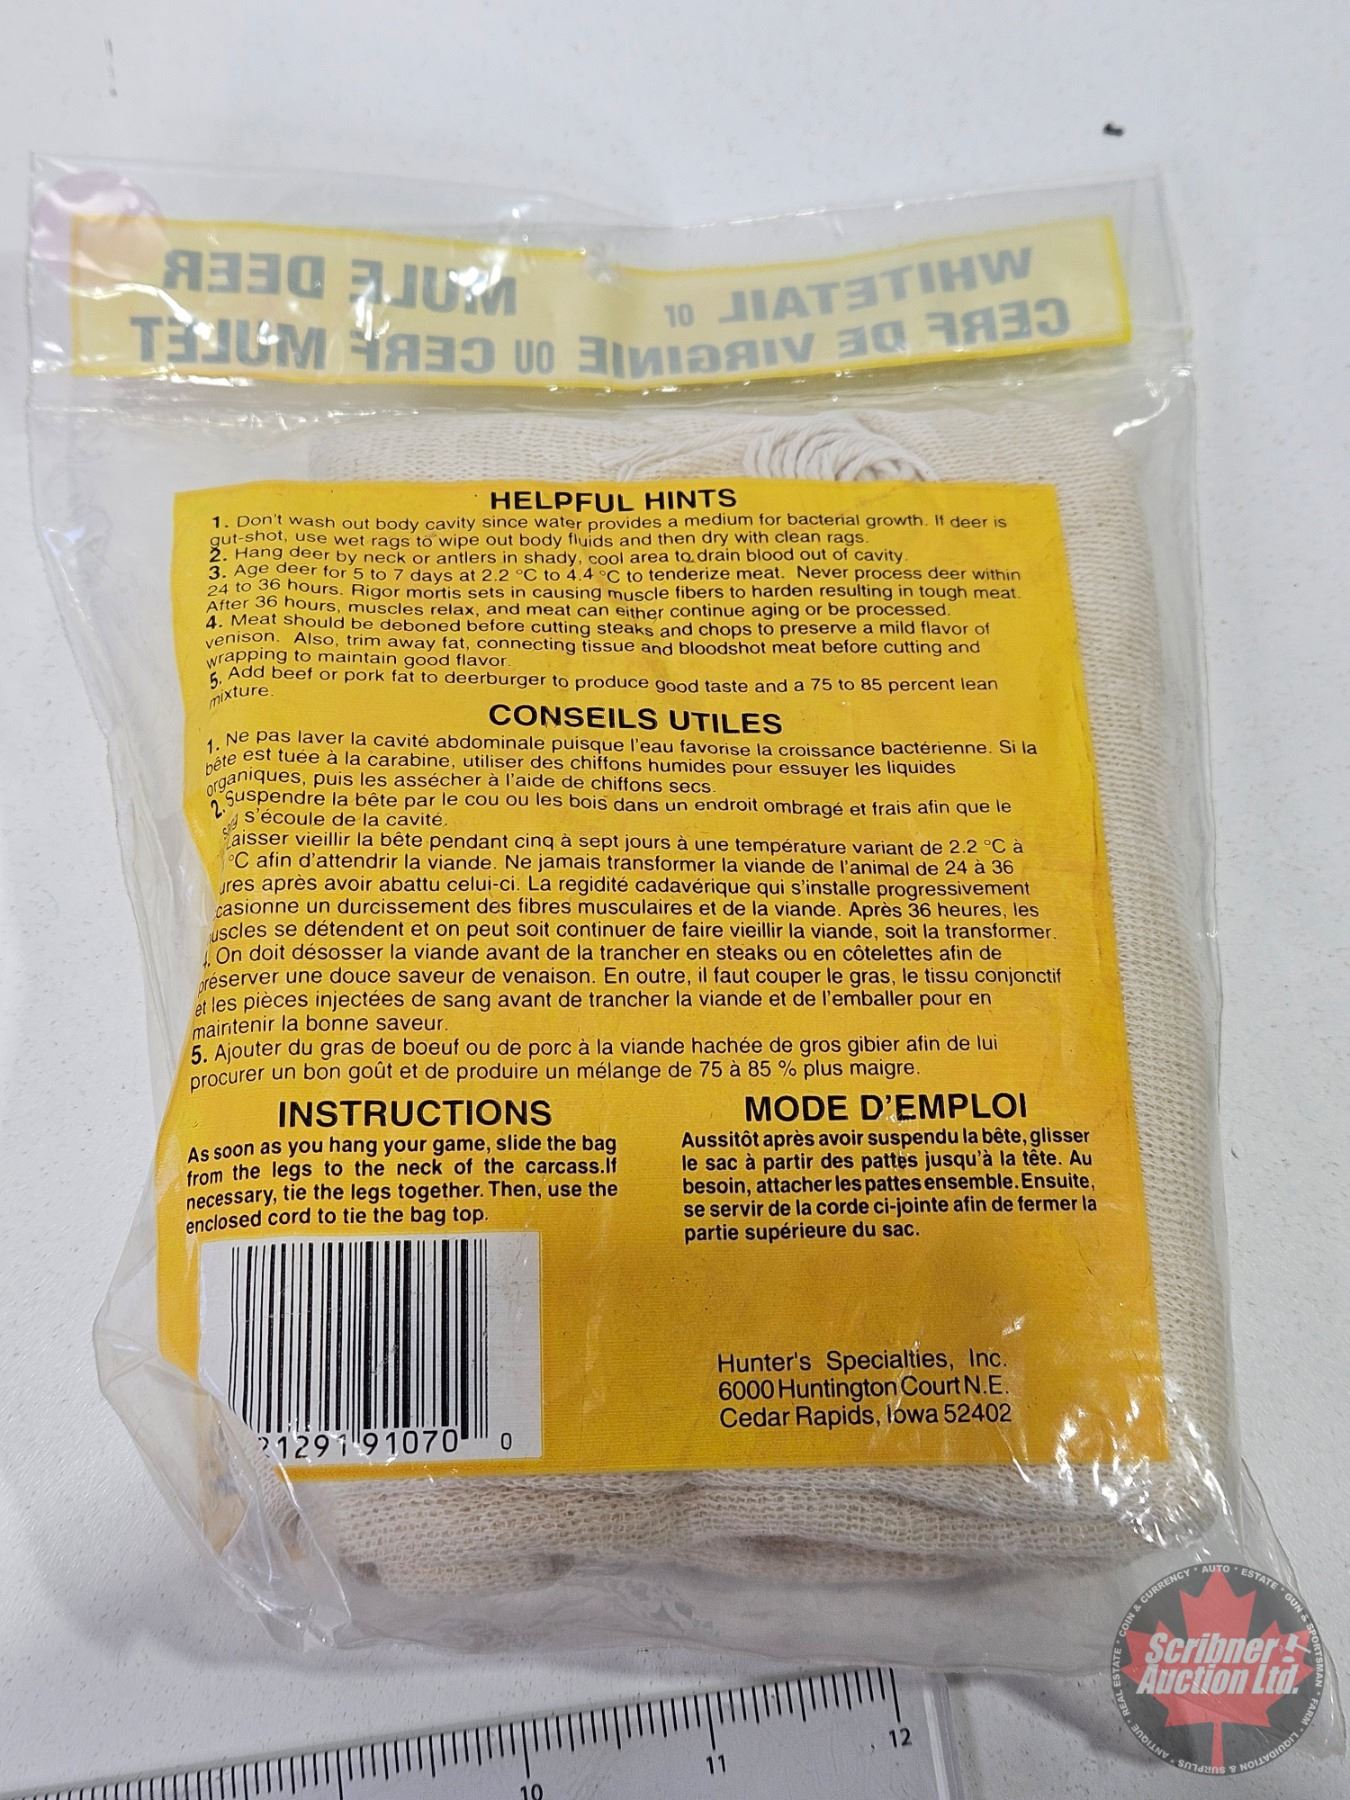 WHITETAIL or MULE DEER
CERF DE VIRGINIE OU CERF MULET
HELPFUL HINTS
1. Don't wash out body cavity since water provides a medium for bacterial growth. If deer is
gut-shot, use wet rags to wipe out body fluids and then dry with clean rags.
2. Hang deer by neck or antlers in shady, cool area to drain blood out of cavity.
3. Age deer for 5 to 7 days at 2.2 °C to 4.4 °C to tenderize meat. Never process deer within
24 to 36 hours. Rigor mortis sets in causing muscle fibers to harden resulting in tough meat.
After 36 hours, muscles relax, and meat can either continue aging or be processed.
4. Meat should be deboned before cutting steaks and chops to preserve a mild flavor of
venison. Also, trim away fat, connecting tissue and bloodshot meat before cutting and
wrapping to maintain good flavor.
5. Add beef or pork fat to deerburger to produce good taste and a 75 to 85 percent lean
mixture.
CONSEILS UTILES
1. Ne pas laver la cavité abdominale puisque l'eau favorise la croissance bactérienne. Si la
bête est tuée à la carabine, utiliser des chiffons humides pour essuyer les liquides
organiques, puis les assécher à l'aide de chiffons secs.
2. Suspendre la bête par le cou ou les bois dans un endroit ombragé et frais afin que le
s'écoule de la cavité.
Laisser vieillir la bête pendant cinq à sept jours à une température variant de 2.2 °C à
°C afin d'attendrir la viande. Ne jamais transformer la viande de l'animal de 24 à 36
ures après avoir abattu celui-ci. La regidité cadavérique qui s'installe progressivement
casionne un durcissement des fibres musculaires et de la viande. Après 36 heures, les
uscles se détendent et on peut soit continuer de faire vieillir la viande, soit la transformer.
4. On doit désosser la viande avant de la trancher en steaks ou en côtelettes afin de
préserver une douce saveur de venaison. En outre, il faut couper le gras, le tissu conjonctif
et les pièces injectées de sang avant de trancher la viande et de l'emballer pour en
maintenir la bonne saveur.
5. Ajouter du gras de boeuf ou de porc à la viande hachée de gros gibier afin de lui
procurer un bon goût et de produire un mélange de 75 à 85 % plus maigre.
INSTRUCTIONS
As soon as you hang your game, slide the bag
from the legs to the neck of the carcass.If
necessary, tie the legs together. Then, use the
enclosed cord to tie the bag top.
MODE D'EMPLOI
Aussitôt après avoir suspendu la bête, glisser
le sac à partir des pattes jusqu'à la tête. Au
besoin, attacher les pattes ensemble. Ensuite,
se servir de la corde ci-jointe afin de fermer la
partie supérieure du sac.
21291 91070 0
Hunter's Specialties, Inc.
6000 Huntington Court N.E.
Cedar Rapids, Iowa 52402
10 11 12
COIN & CURRENCY • AUTO • ESTATE • GUN & SPORTSMAN • FARM • LIQUIDATION & SURPLUS • ANTIQUE • REAL ESTATE
Scribner
Auction Ltd.